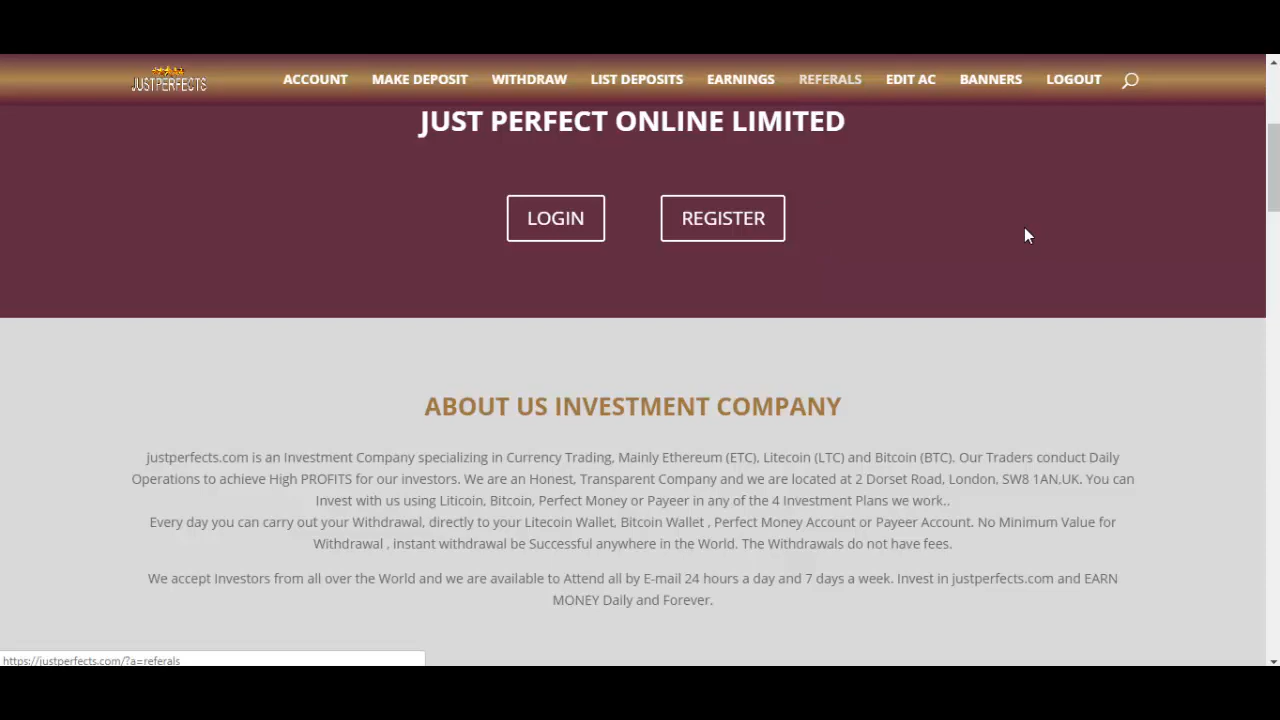 JUSTPERFECTS
ACCOUNT MAKE DEPOSIT WITHDRAW LIST DEPOSITS EARNINGS REFERALS EDIT AC BANNERS LOGOUT
JUST PERFECT ONLINE LIMITED
LOGIN REGISTER
ABOUT US INVESTMENT COMPANY
justperfects.com is an Investment Company specializing in Currency Trading, Mainly Ethereum (ETC), Litecoin (LTC) and Bitcoin (BTC). Our Traders conduct Daily
Operations to achieve High PROFITS for our investors. We are an Honest, Transparent Company and we are located at 2 Dorset Road, London, SW8 1AN,UK. You can
Invest with us using Liticoin, Bitcoin, Perfect Money or Payeer in any of the 4 Investment Plans we work..
Every day you can carry out your Withdrawal, directly to your Litecoin Wallet, Bitcoin Wallet , Perfect Money Account or Payeer Account. No Minimum Value for
Withdrawal , instant withdrawal be Successful anywhere in the World. The Withdrawals do not have fees.
We accept Investors from all over the World and we are available to Attend all by E-mail 24 hours a day and 7 days a week. Invest in justperfects.com and EARN
MONEY Daily and Forever.
https://justperfects.com/?a=referals